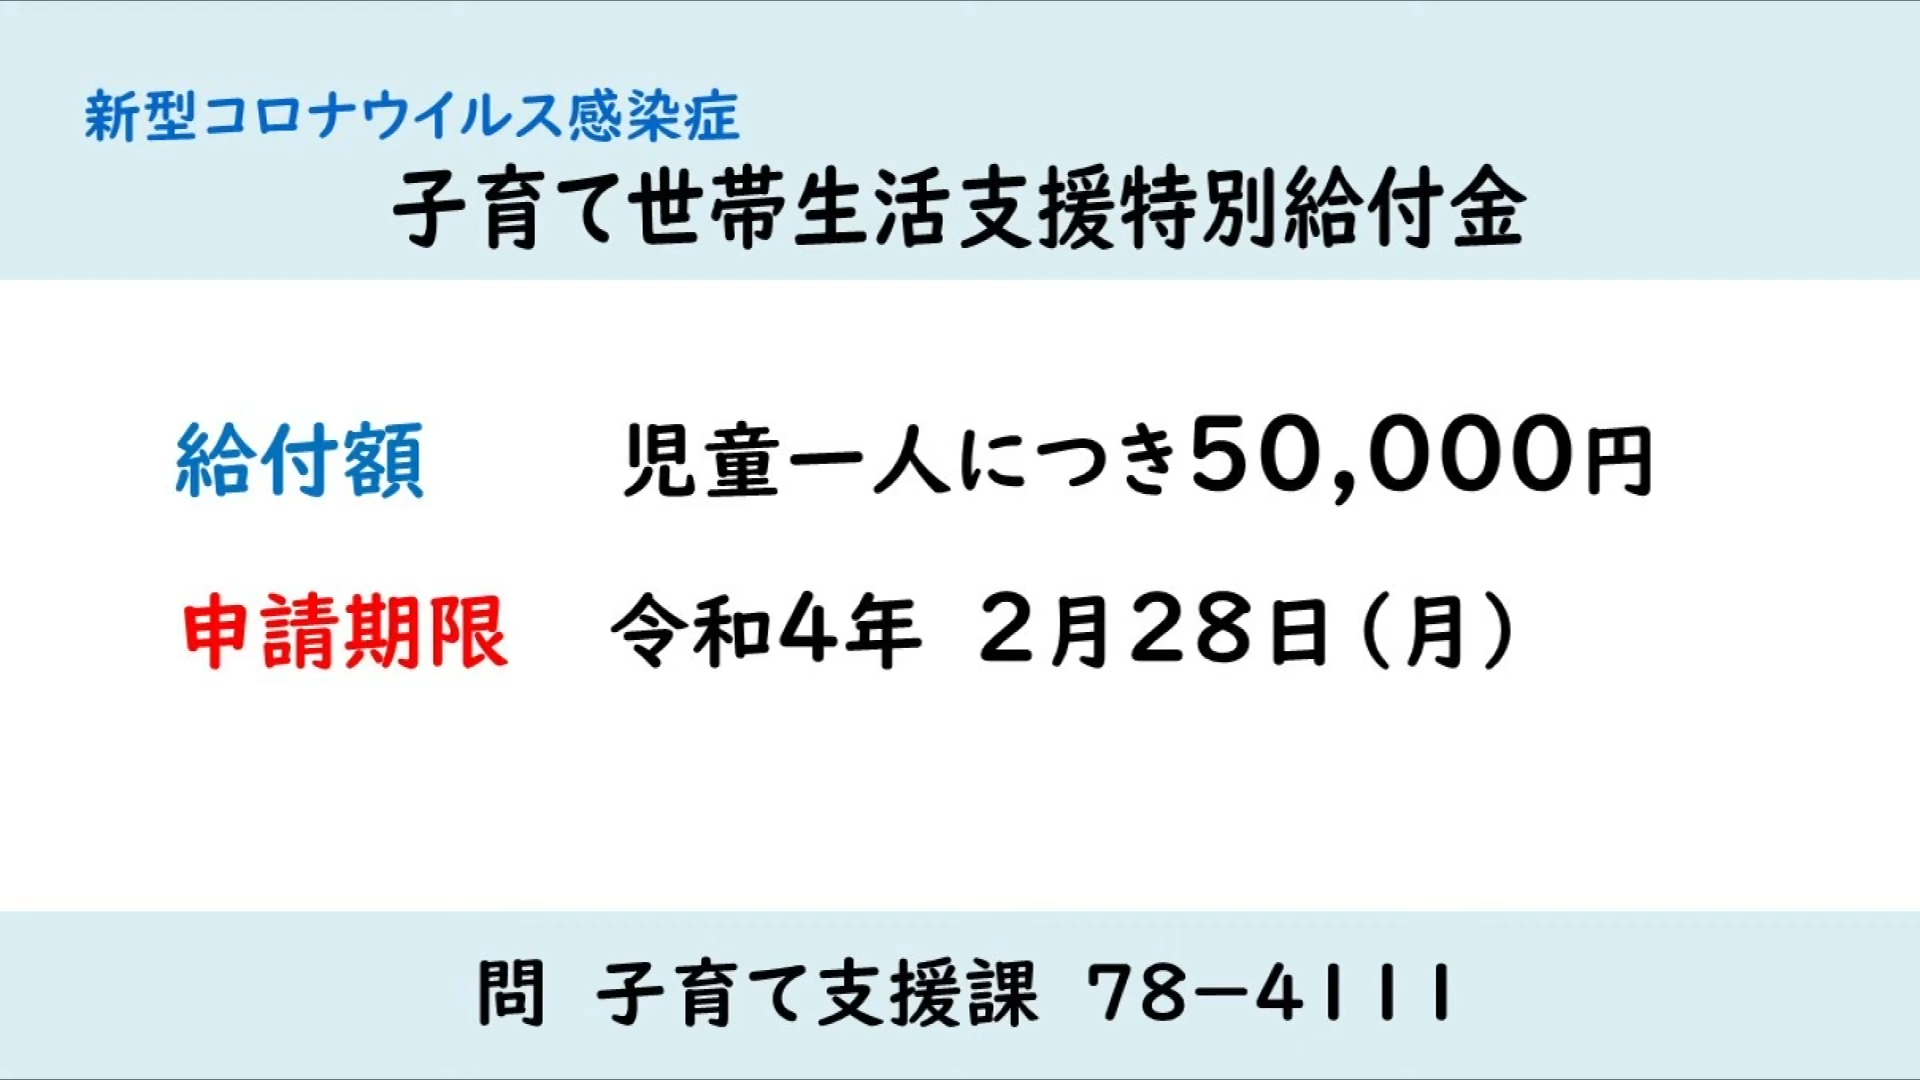 新型コロナウイルス感染症
子育て世帯生活支援特別給付金
給付額 児童一人につき50,000円
申請期限 令和4年 2月28日(月)
問 子育て支援課 78-4111